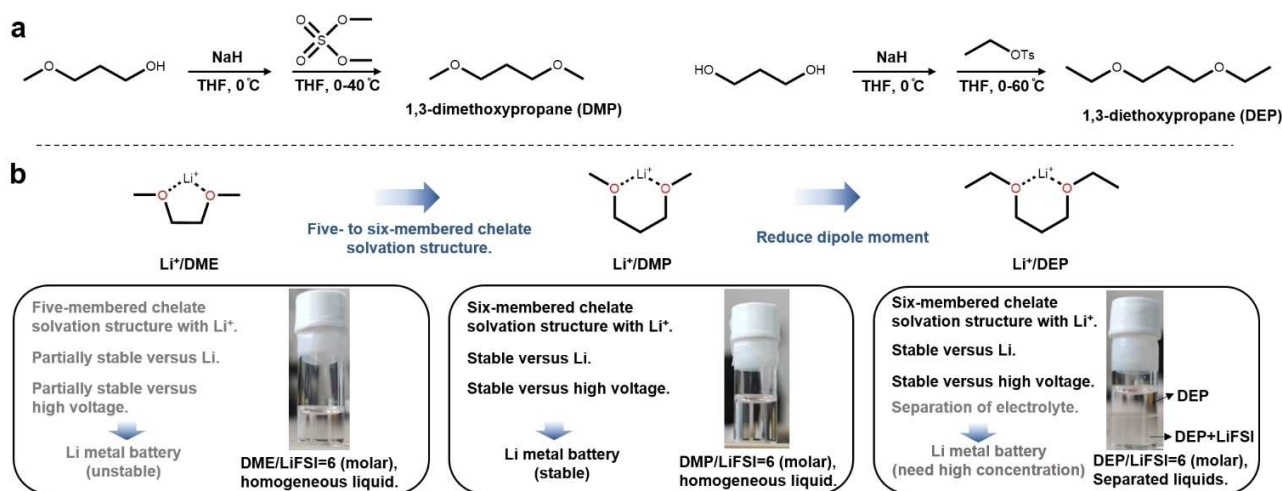 a
OH
O
NaH
THF, 0°C
O O
S
O O
THF, 0-40°C
O O
1,3-dimethoxypropane (DMP)
HO OH
NaH
THF, 0°C
OTs
THF, 0-60°C
O O
1,3-diethoxypropane (DEP)
b
Li⁺
O O
Li⁺/DME
Five- to six-membered chelate
solvation structure.
Li⁺
O O
Li⁺/DMP
Reduce dipole moment
Li⁺
O O
Li⁺/DEP
Five-membered chelate
solvation structure with Li⁺.
Partially stable versus Li.
Partially stable versus
high voltage.
Li metal battery
(unstable)
DME/LiFSI=6 (molar),
homogeneous liquid.
Six-membered chelate
solvation structure with Li⁺.
Stable versus Li.
Stable versus high voltage.
Li metal battery
(stable)
DMP/LiFSI=6 (molar),
homogeneous liquid.
Six-membered chelate
solvation structure with Li⁺.
Stable versus Li.
Stable versus high voltage.
Separation of electrolyte.
Li metal battery
(need high concentration)
DEP
DEP+LiFSI
DEP/LiFSI=6 (molar),
Separated liquids.